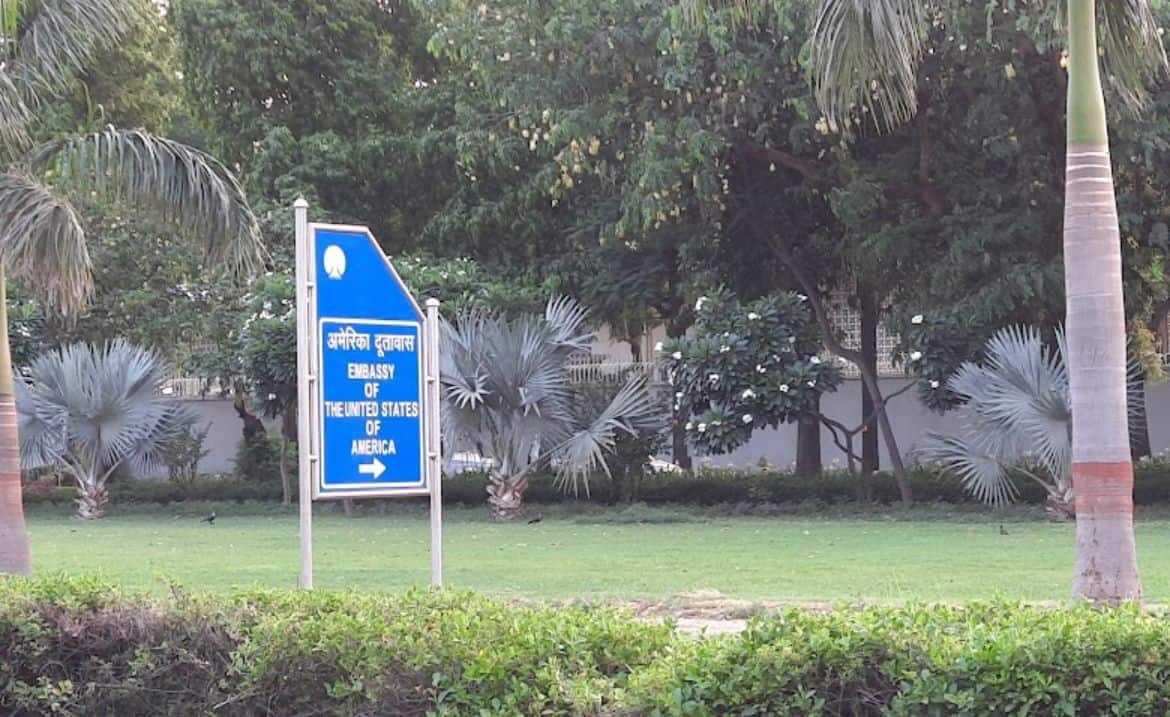 अमेरिका दूतावास
EMBASSY
OF
THE UNITED STATES
OF
AMERICA